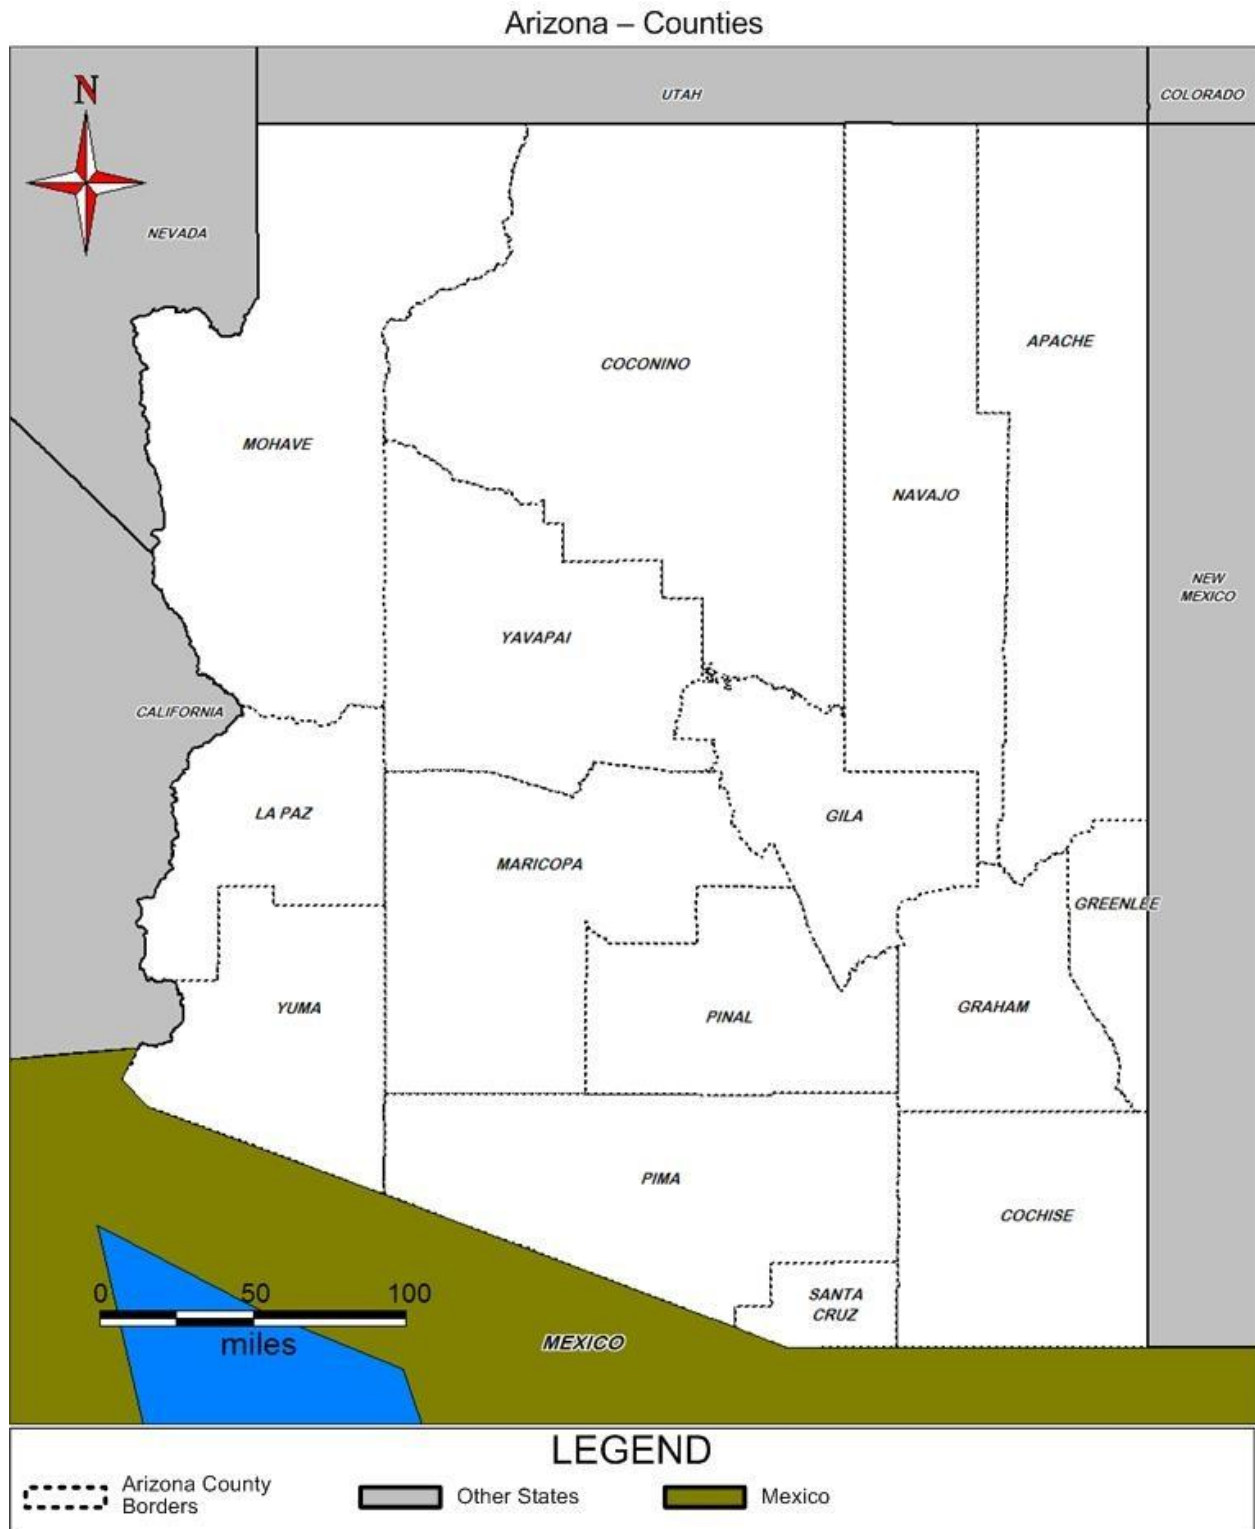 Arizona – Counties
N
UTAH
COLORADO
NEVADA
APACHE
COCONINO
MOHAVE
NAVAJO
NEW
MEXICO
YAVAPAI
CALIFORNIA
LA PAZ
GILA
MARICOPA
GREENLEE
YUMA
PINAL
GRAHAM
PIMA
COCHISE
SANTA
CRUZ
0 50 100
miles
MEXICO
LEGEND
Arizona County
Borders
Other States
Mexico